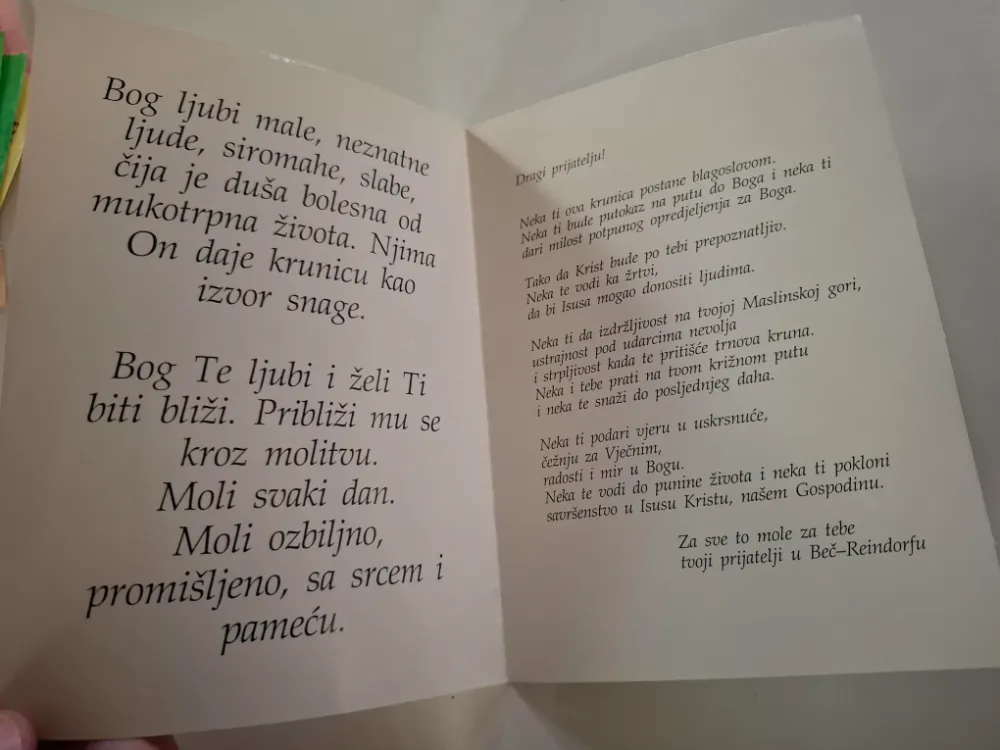 Bog ljubi male, neznatne
ljude, siromahe, slabe,
čija je duša bolesna od
mukotrpna života. Njima
On daje krunicu kao
izvor snage.
Bog Te ljubi i želi Ti
biti bliži. Približi mu se
kroz molitvu.
Moli svaki dan.
Moli ozbiljno,
promišljeno, sa srcem i
pameću.
Dragi prijatelju!
Neka ti ova krunica postane blagoslovom.
Neka ti bude putokaz na putu do Boga i neka ti
dari milost potpunog opredjeljenja za Boga.
Tako da Krist bude po tebi prepoznatljiv.
Neka te vodi ka žrtvi,
da bi Isusa mogao donositi ljudima.
Neka ti da izdržljivost na tvojoj Maslinskoj gori,
ustrajnost pod udarcima nevolja
i strpljivost kada te pritišće trnova kruna.
Neka i tebe prati na tvom križnom putu
i neka te snaži do posljednjeg daha.
Neka ti podari vjeru u uskrsnuće,
čežnju za Vječnim,
radosti i mir u Bogu.
Neka te vodi do punine života i neka ti pokloni
savršenstvo u Isusu Kristu, našem Gospodinu.
Za sve to mole za tebe
tvoji prijatelji u Beč–Reindorfu